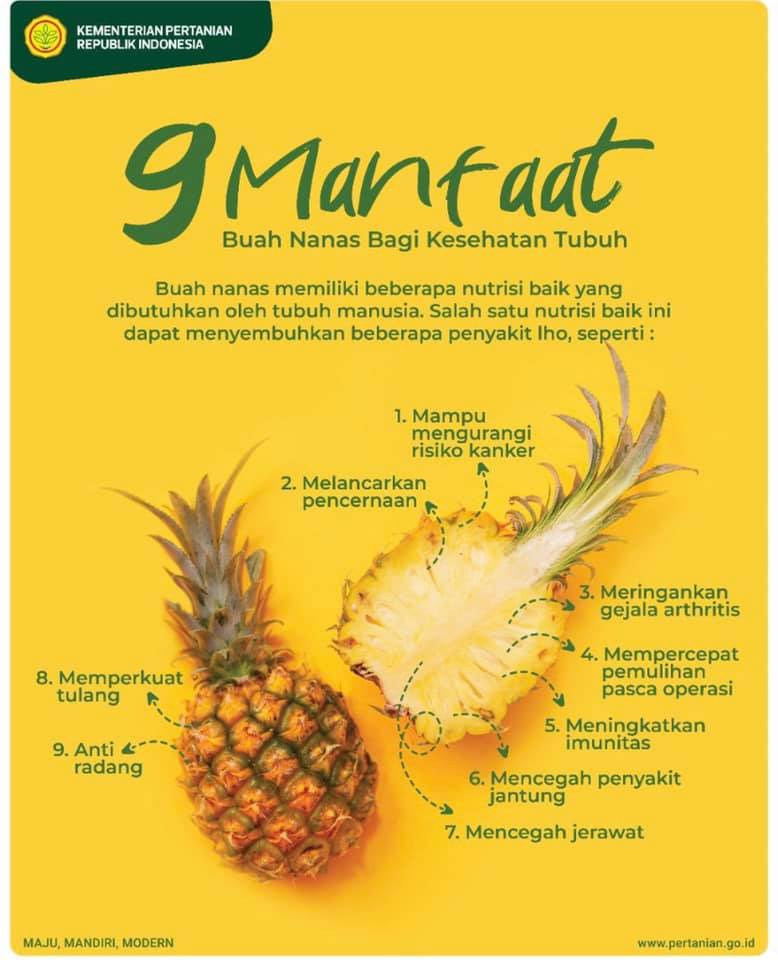 KEMENTERIAN PERTANIAN
REPUBLIK INDONESIA
9 Manfaat
Buah Nanas Bagi Kesehatan Tubuh
Buah nanas memiliki beberapa nutrisi baik yang
dibutuhkan oleh tubuh manusia. Salah satu nutrisi baik ini
dapat menyembuhkan beberapa penyakit lho, seperti :
1. Mampu
mengurangi
risiko kanker
2. Melancarkan
pencernaan
3. Meringankan
gejala arthritis
4. Mempercepat
pemulihan
pasca operasi
5. Meningkatkan
imunitas
6. Mencegah penyakit
jantung
7. Mencegah jerawat
8. Memperkuat
tulang
9. Anti
radang
MAJU, MANDIRI, MODERN
www.pertanian.go.id